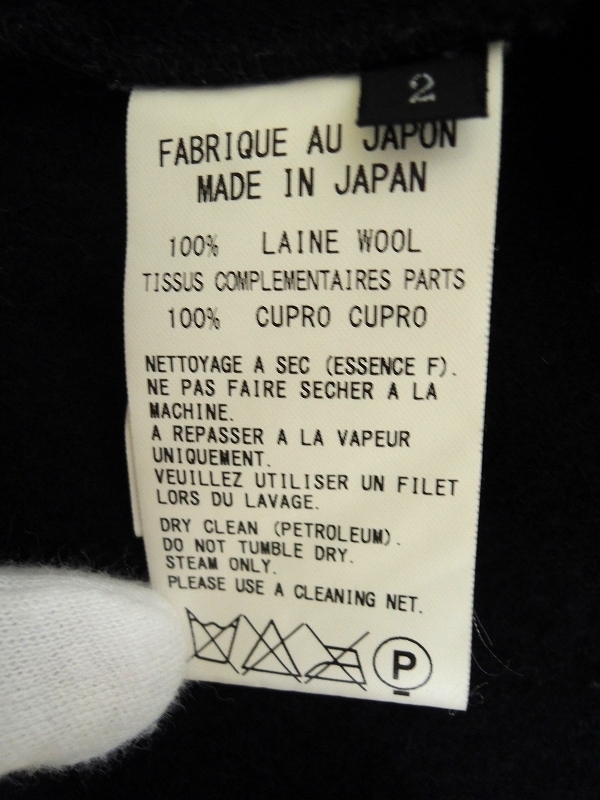 2
FABRIQUE AU JAPON
MADE IN JAPAN
100% LAINE WOOL
TISSUS COMPLEMENTAIRES PARTS
100% CUPRO CUPRO
NETTOYAGE A SEC (ESSENCE F).
NE PAS FAIRE SECHER A LA
MACHINE.
A REPASSER A LA VAPEUR
UNIQUEMENT.
VEUILLEZ UTILISER UN FILET
LORS DU LAVAGE.
DRY CLEAN (PETROLEUM).
DO NOT TUMBLE DRY.
STEAM ONLY.
PLEASE USE A CLEANING NET.
P